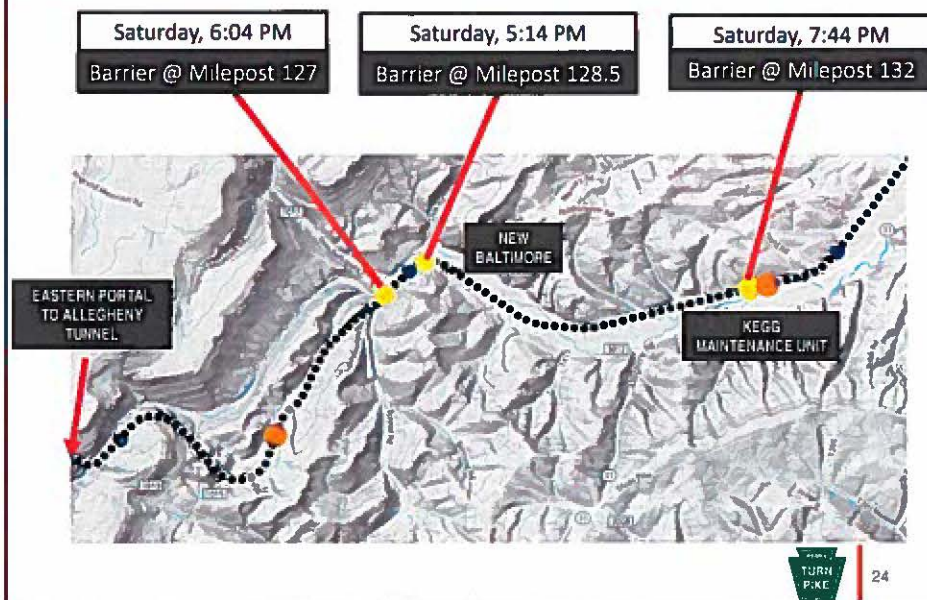 Saturday, 6:04 PM
Barrier @ Milepost 127
Saturday, 5:14 PM
Barrier @ Milepost 128.5
Saturday, 7:44 PM
Barrier @ Milepost 132
NEW
BALTIMORE
EASTERN PORTAL
TO ALLEGHENY
TUNNEL
KEGG
MAINTENANCE UNIT
TURN
PIKE
24